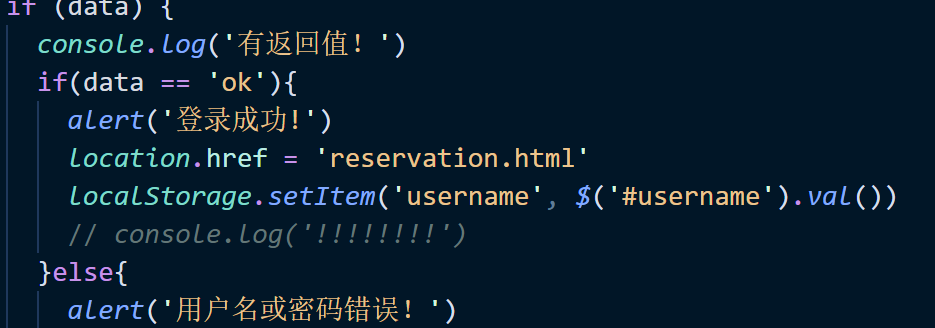 if (data) {
console.log('有返回值！')
if(data == 'ok'){
alert('登录成功!')
location.href = 'reservation.html'
localStorage.setItem('username', $('#username').val())
// console.log('!!!!!!!!')
}else{
alert('用户名或密码错误！')